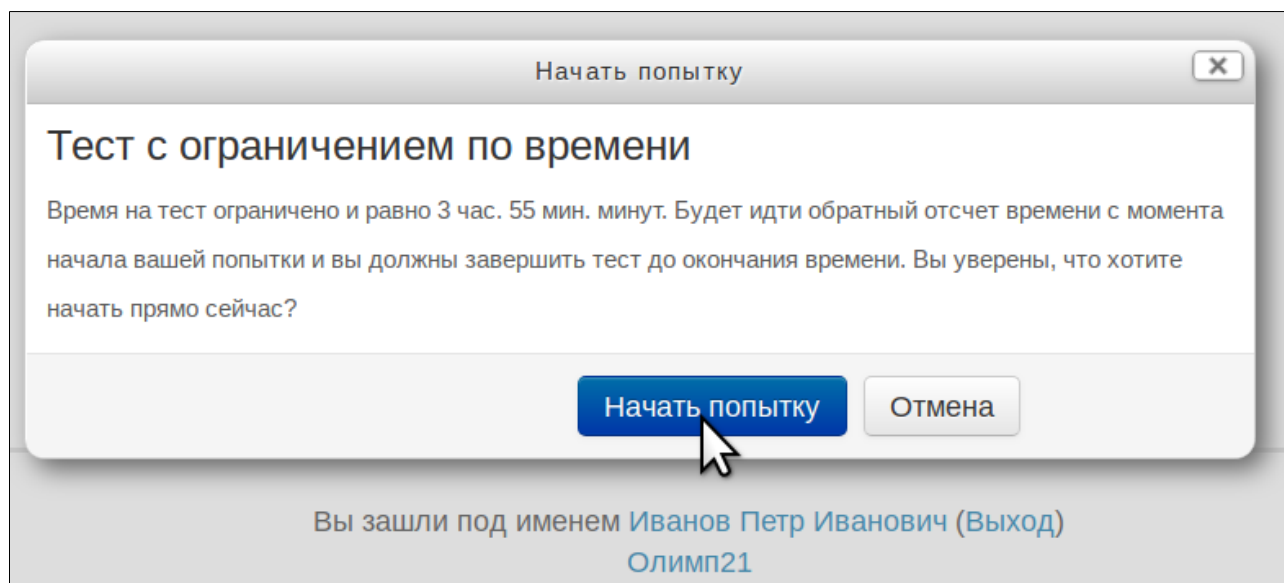 Начать попытку
Тест с ограничением по времени
Время на тест ограничено и равно 3 час. 55 мин. минут. Будет идти обратный отсчет времени с момента
начала вашей попытки и вы должны завершить тест до окончания времени. Вы уверены, что хотите
начать прямо сейчас?
Начать попытку
Отмена
Вы зашли под именем Иванов Петр Иванович (Выход)
Олимп21